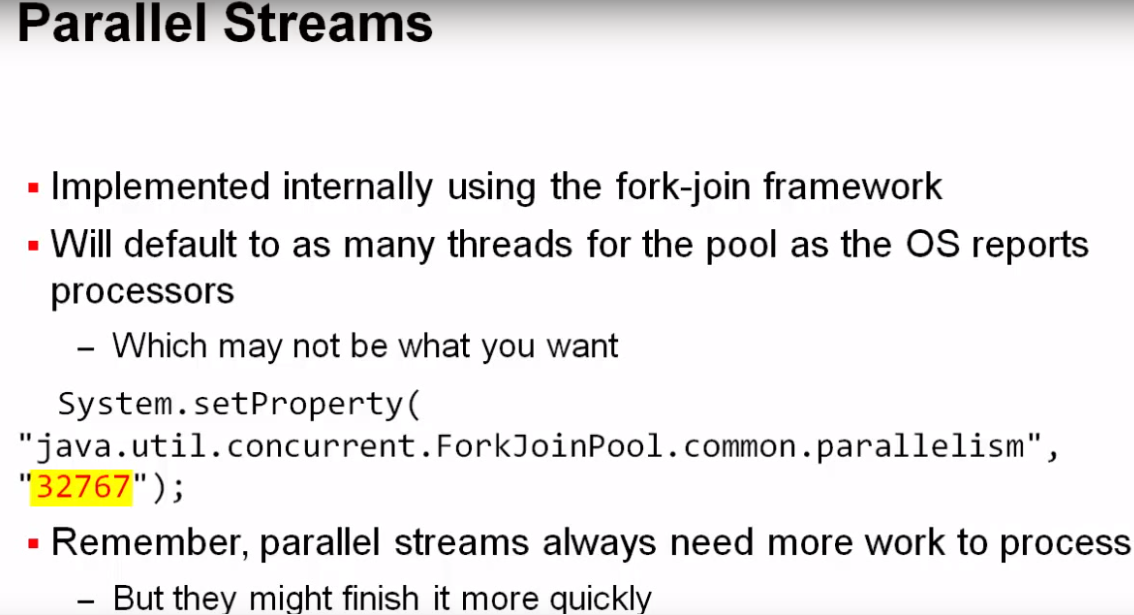 Parallel Streams
▪ Implemented internally using the fork-join framework
▪ Will default to as many threads for the pool as the OS reports
processors
– Which may not be what you want
System.setProperty(
"java.util.concurrent.ForkJoinPool.common.parallelism",
"32767");
▪ Remember, parallel streams always need more work to process
– But they might finish it more quickly